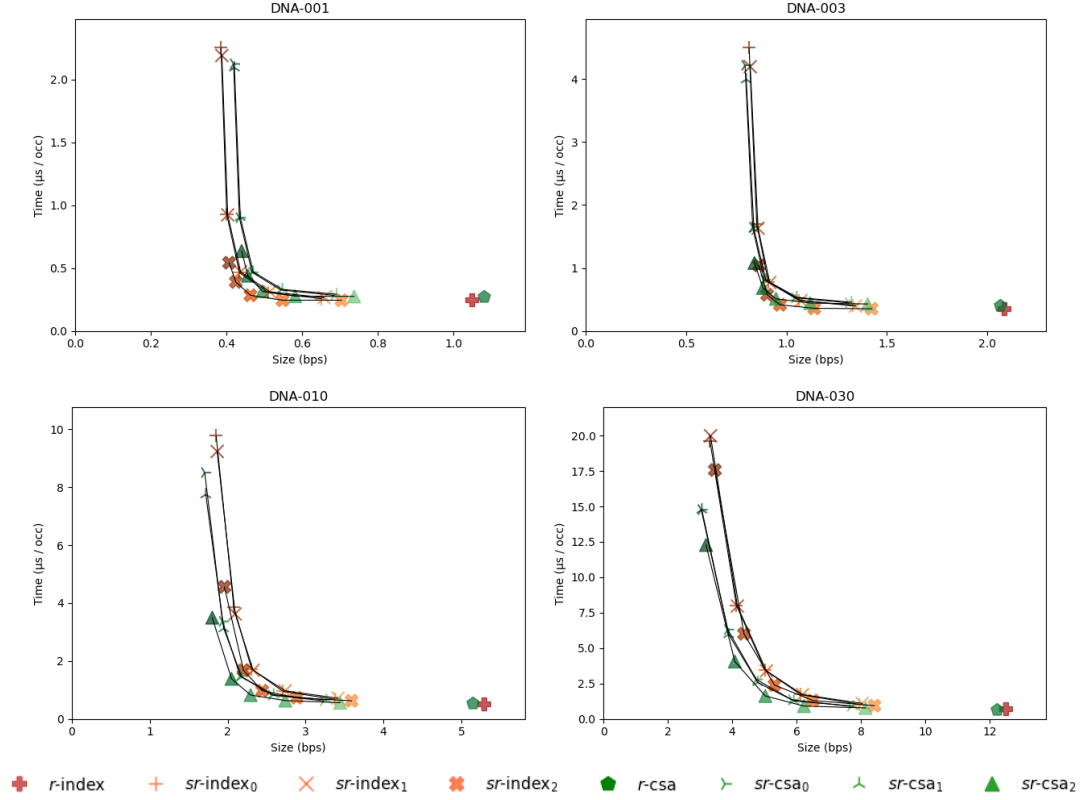 DNA-001
Time (µs / occ)
2.0
1.5
1.0
0.5
0.0
0.0 0.2 0.4 0.6 0.8 1.0
Size (bps)
DNA-003
Time (µs / occ)
4
3
2
1
0
0.0 0.5 1.0 1.5 2.0
Size (bps)
DNA-010
Time (µs / occ)
10
8
6
4
2
0
0 1 2 3 4 5
Size (bps)
DNA-030
Time (µs / occ)
20.0
17.5
15.0
12.5
10.0
7.5
5.0
2.5
0.0
0 2 4 6 8 10 12
Size (bps)
r-index sr-index₀ sr-index₁ sr-index₂ r-csa sr-csa₀ sr-csa₁ sr-csa₂